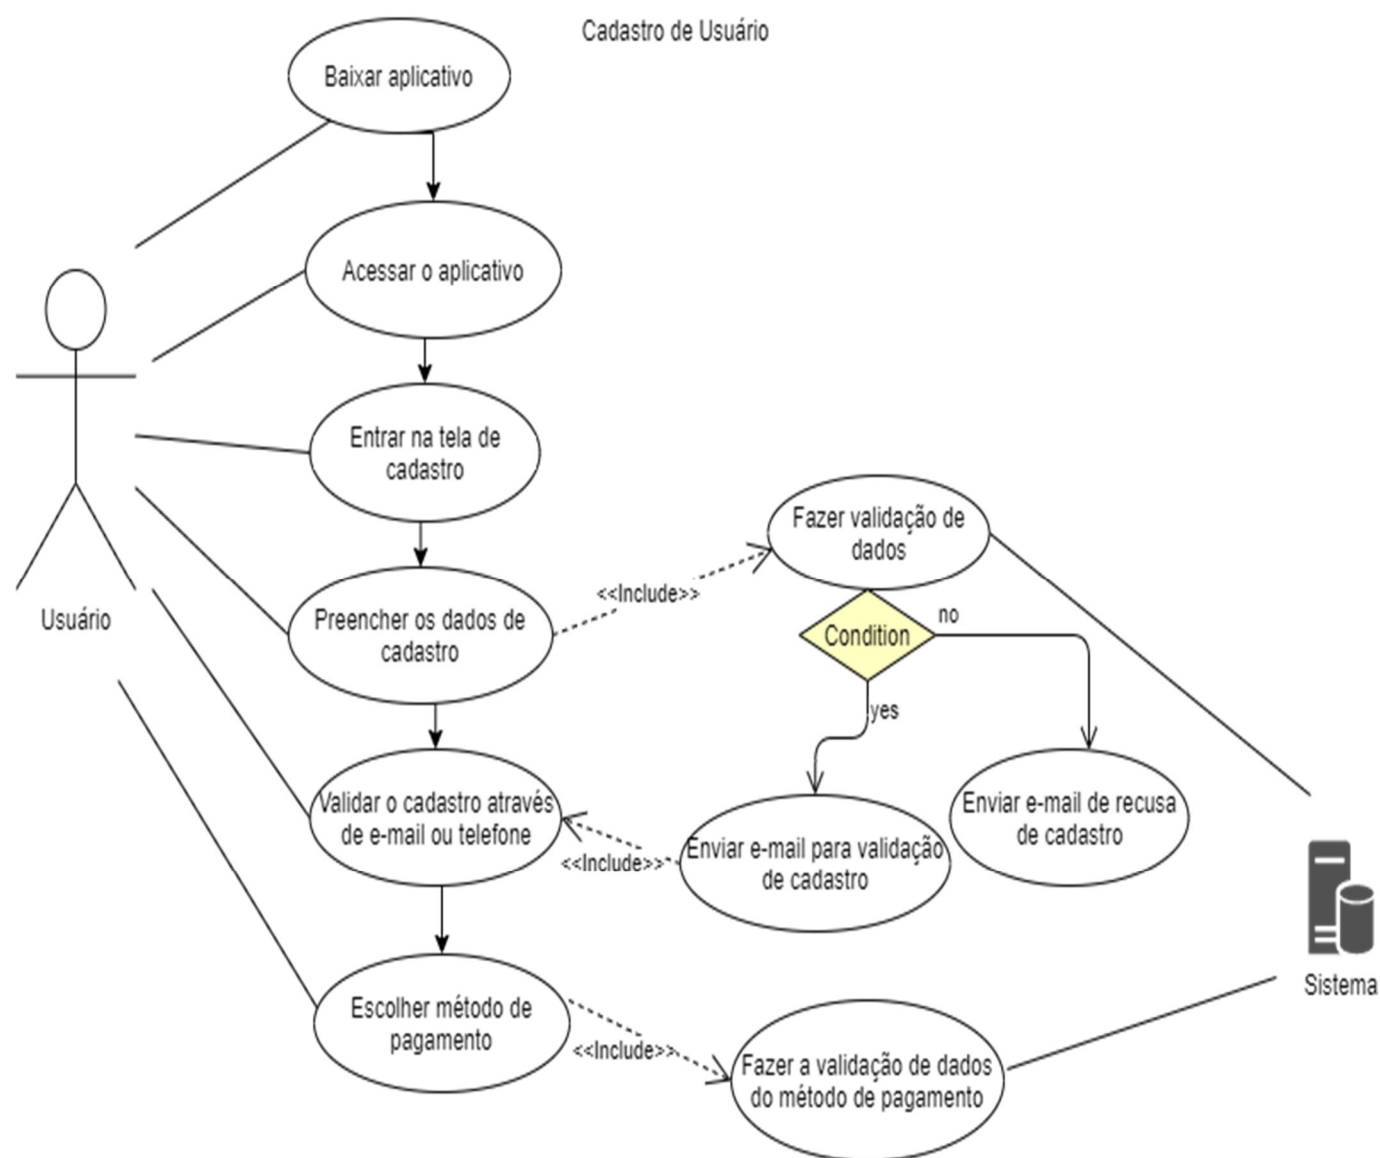 Cadastro de Usuário
Baixar aplicativo
Acessar o aplicativo
Entrar na tela de
cadastro
Fazer validação de
dados
<<Include>>
Usuário
Preencher os dados de
cadastro
Condition
no
yes
Validar o cadastro através
de e-mail ou telefone
<<Include>>
Enviar e-mail para validação
de cadastro
Enviar e-mail de recusa
de cadastro
Sistema
Escolher método de
pagamento
<<Include>>
Fazer a validação de dados
do método de pagamento